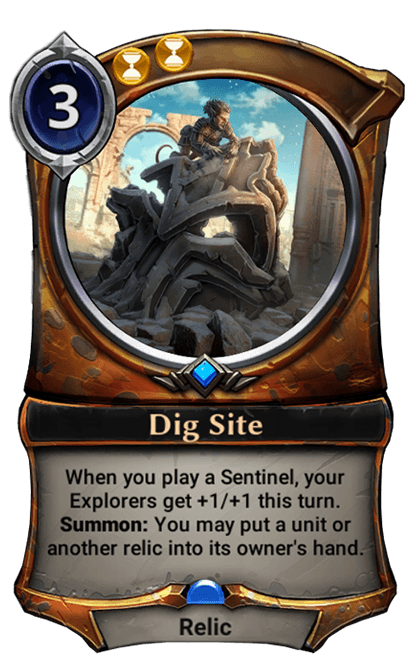 3
Dig Site
When you play a Sentinel, your
Explorers get +1/+1 this turn.
Summon: You may put a unit or
another relic into its owner's hand.
Relic